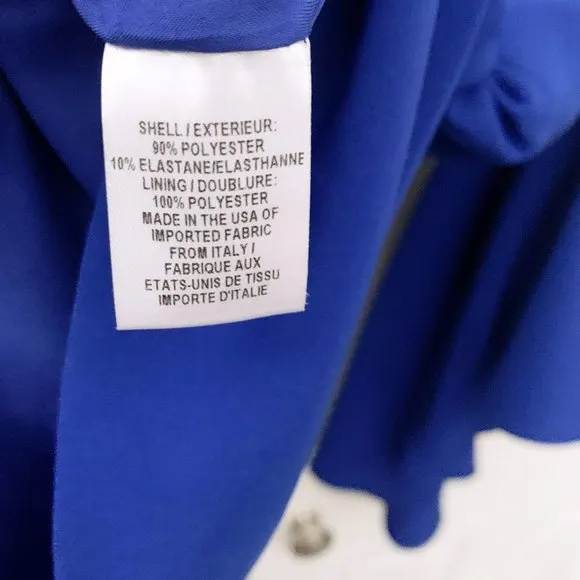 SHELL / EXTERIEUR:
90% POLYESTER
10% ELASTANE/ELASTHANNE
LINING / DOUBLURE:
100% POLYESTER
MADE IN THE USA OF
IMPORTED FABRIC
FROM ITALY /
FABRIQUE AUX
ETATS-UNIS DE TISSU
IMPORTE D'ITALIE